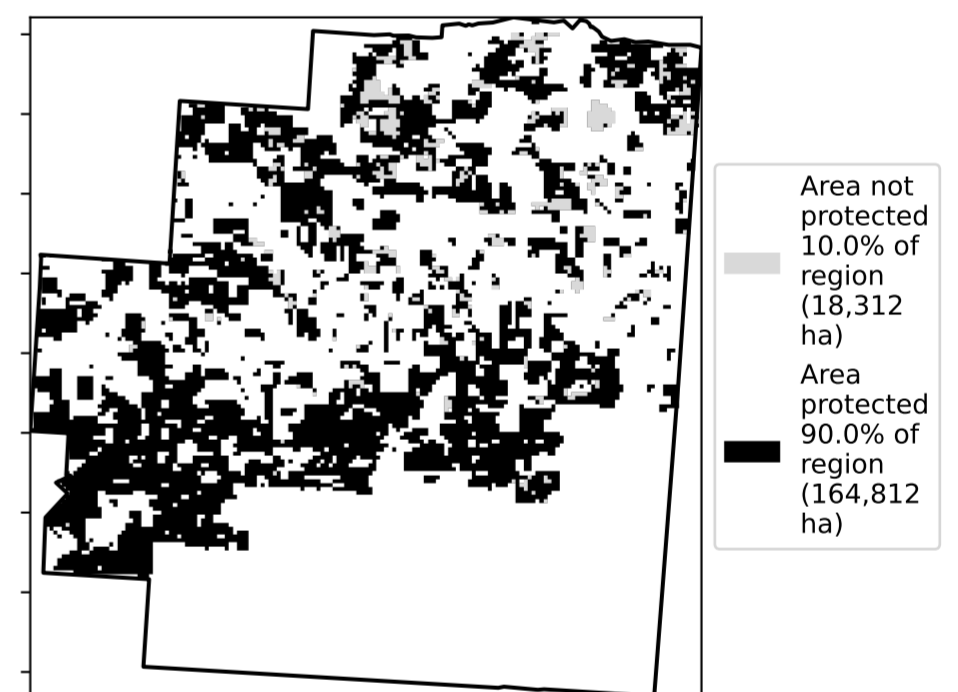 Area not
protected
10.0% of
region
(18,312
ha)
Area
protected
90.0% of
region
(164,812
ha)